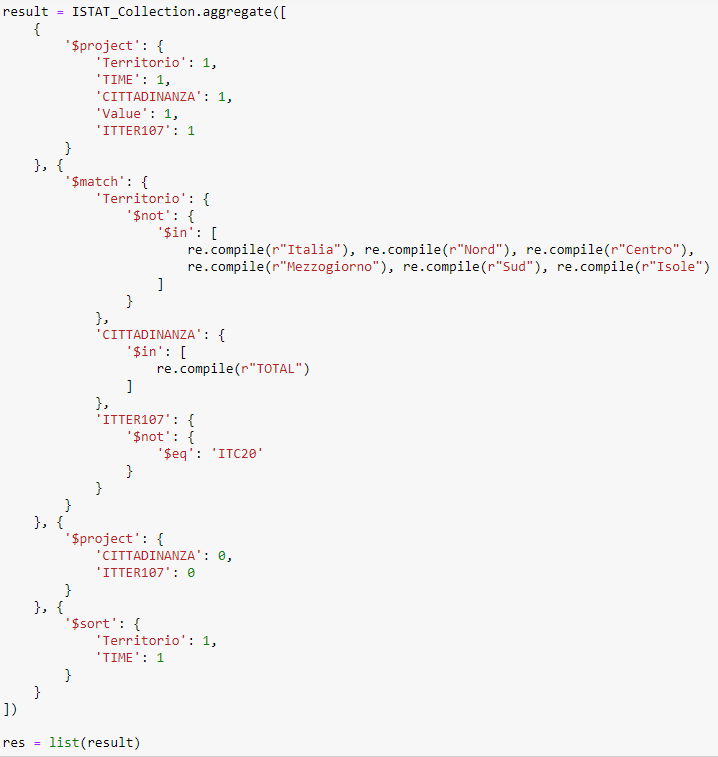 result = ISTAT_Collection.aggregate([
    {
        '$project': {
            'Territorio': 1,
            'TIME': 1,
            'CITTADINANZA': 1,
            'Value': 1,
            'ITTER107': 1
        }
    }, {
        '$match': {
            'Territorio': {
                '$not': {
                    '$in': [
                        re.compile(r"Italia"), re.compile(r"Nord"), re.compile(r"Centro"),
                        re.compile(r"Mezzogiorno"), re.compile(r"Sud"), re.compile(r"Isole")
                    ]
                }
            },
            'CITTADINANZA': {
                '$in': [
                    re.compile(r"TOTAL")
                ]
            },
            'ITTER107': {
                '$not': {
                    '$eq': 'ITC20'
                }
            }
        }
    }, {
        '$project': {
            'CITTADINANZA': 0,
            'ITTER107': 0
        }
    }, {
        '$sort': {
            'Territorio': 1,
            'TIME': 1
        }
    }
])

res = list(result)